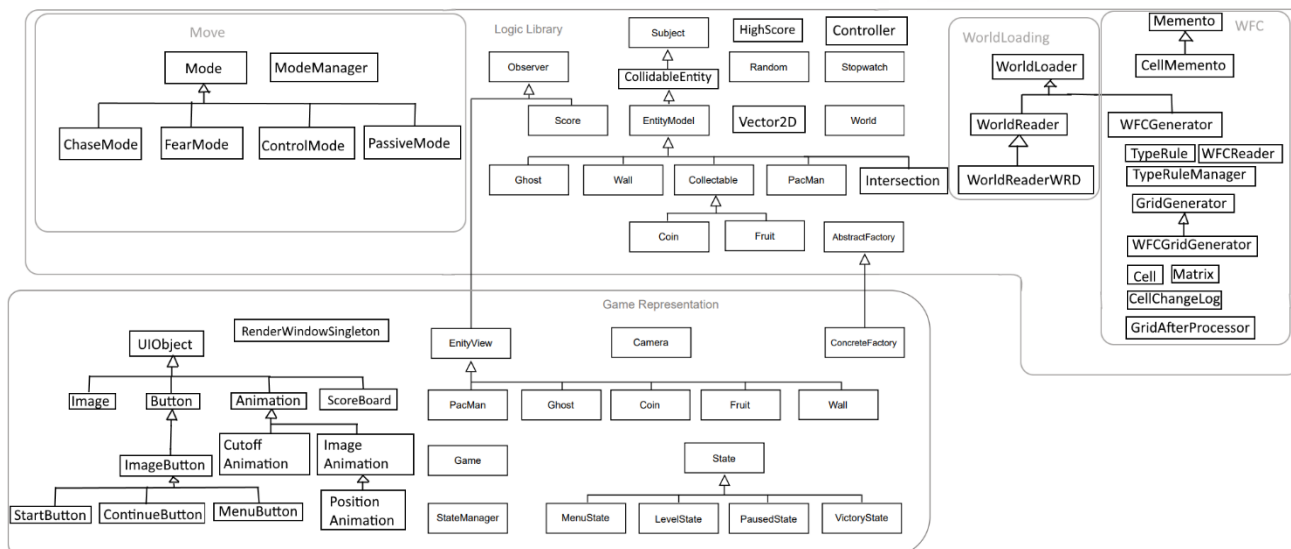 Move
Mode
ModeManager
ChaseMode
FearMode
ControlMode
PassiveMode
Logic Library
Subject
HighScore
Controller
Observer
CollidableEntity
Random
Stopwatch
Score
EntityModel
Vector2D
World
Ghost
Wall
Collectable
PacMan
Intersection
Coin
Fruit
AbstractFactory
WorldLoading
WorldLoader
WorldReader
WorldReaderWRD
WFC
Memento
CellMemento
WFCGenerator
TypeRule
WFCReader
TypeRuleManager
GridGenerator
WFCGridGenerator
Cell
Matrix
CellChangeLog
GridAfterProcessor
Game Representation
RenderWindowSingleton
UIObject
Image
Button
Animation
ScoreBoard
ImageButton
Cutoff
Animation
Image
Animation
StartButton
ContinueButton
MenuButton
Position
Animation
EnityView
Camera
ConcreteFactory
PacMan
Ghost
Coin
Fruit
Wall
Game
State
StateManager
MenuState
LevelState
PausedState
VictoryState